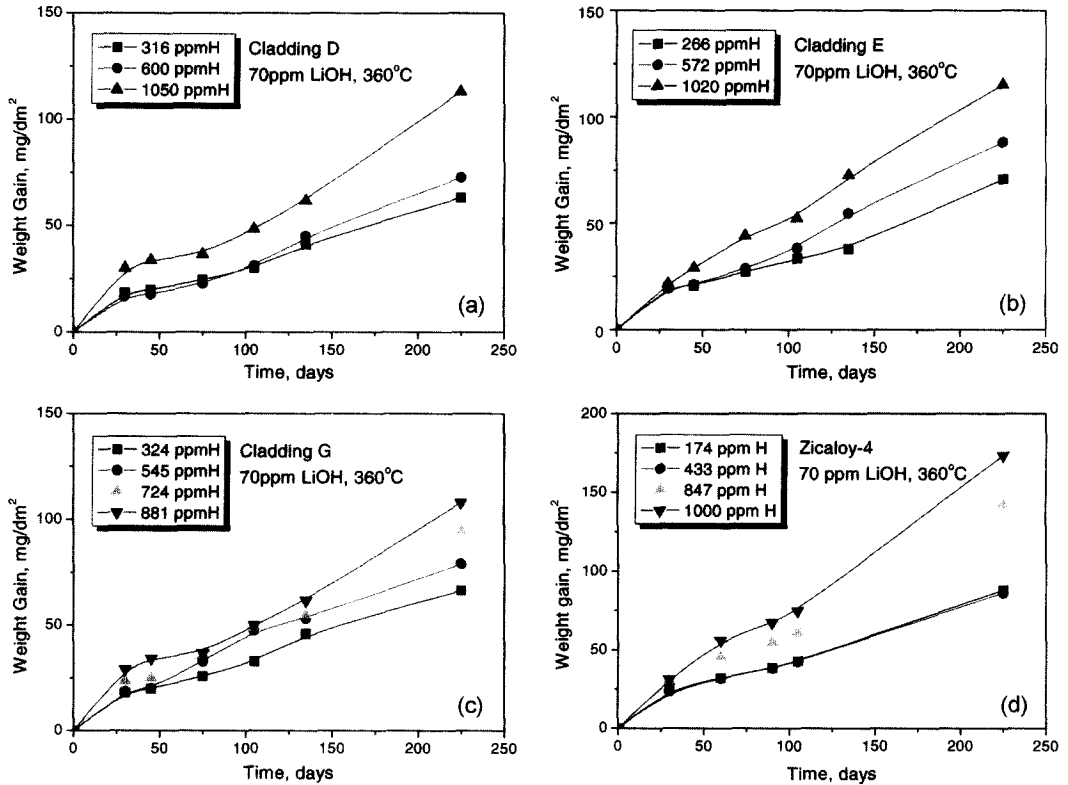 150
100
50
0
Weight Gain, mg/dm²
316 ppmH
600 ppmH
1050 ppmH
Cladding D
70ppm LiOH, 360°C
(a)
0 50 100 150 200 250
Time, days
150
100
50
0
Weight Gain, mg/dm²
266 ppmH
572 ppmH
1020 ppmH
Cladding E
70ppm LiOH, 360°C
(b)
0 50 100 150 200 250
Time, days
150
100
50
0
Weight Gain, mg/dm²
324 ppmH
545 ppmH
724 ppmH
881 ppmH
Cladding G
70ppm LiOH, 360°C
(c)
0 50 100 150 200 250
Time, days
200
150
100
50
0
Weight gain, mg/dm²
174 ppm H
433 ppm H
847 ppm H
1000 ppm H
Zicaloy-4
70 ppm LiOH, 360°C
(d)
0 50 100 150 200 250
Time, days